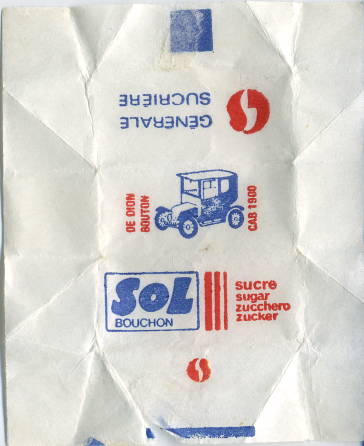 GÉNÉRALE
SUCRIÈRE
DE DION
BOUTON
CAB 1900
SOL
BOUCHON
sucre
sugar
zucchero
zucker